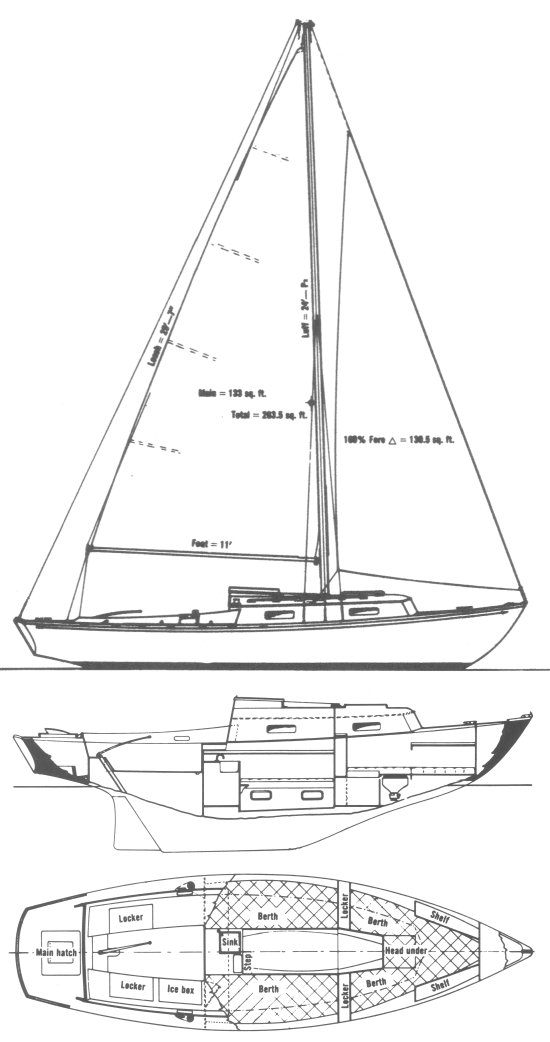 Luff = 24'—
Leech = 29'—7"
Main = 133 sq. ft.
Total = 263.5 sq. ft.
100% Fore △ = 130.5 sq. ft.
Foot = 11'
Locker
Berth
Locker
Berth
Shelf
Main hatch
Sink
Step
Head under
Locker
Ice box
Berth
Locker
Berth
Shelf